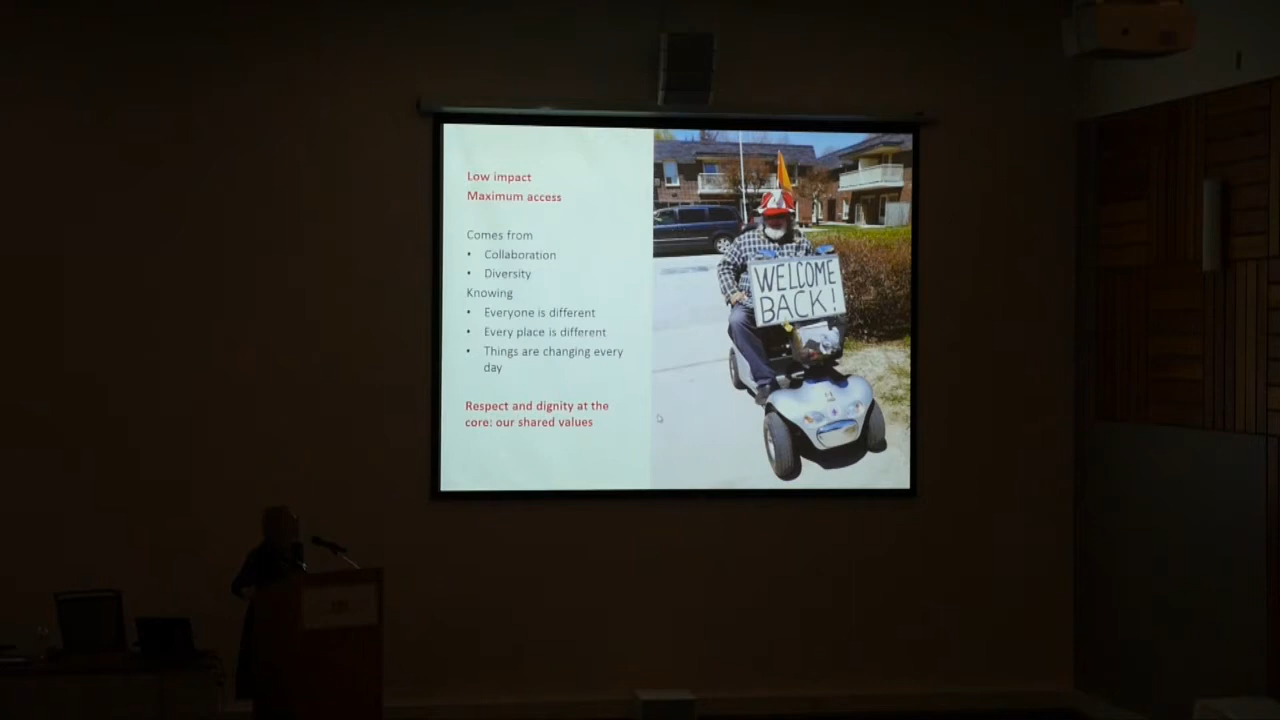 Low impact
Maximum access
Comes from
• Collaboration
• Diversity
Knowing
• Everyone is different
• Every place is different
• Things are changing every
day
Respect and dignity at the
core: our shared values
WELCOME
BACK!